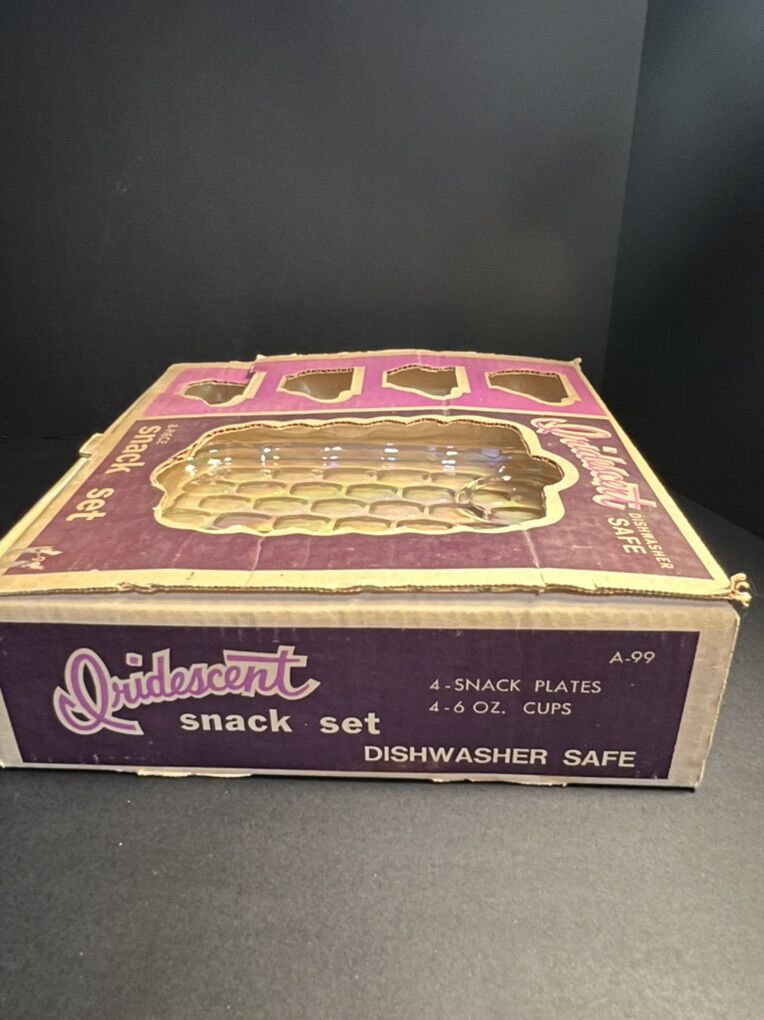 Iridescent
DISHWASHER
SAFE
snack set
Iridescent
snack set
A-99
4-SNACK PLATES
4-6 OZ. CUPS
DISHWASHER SAFE